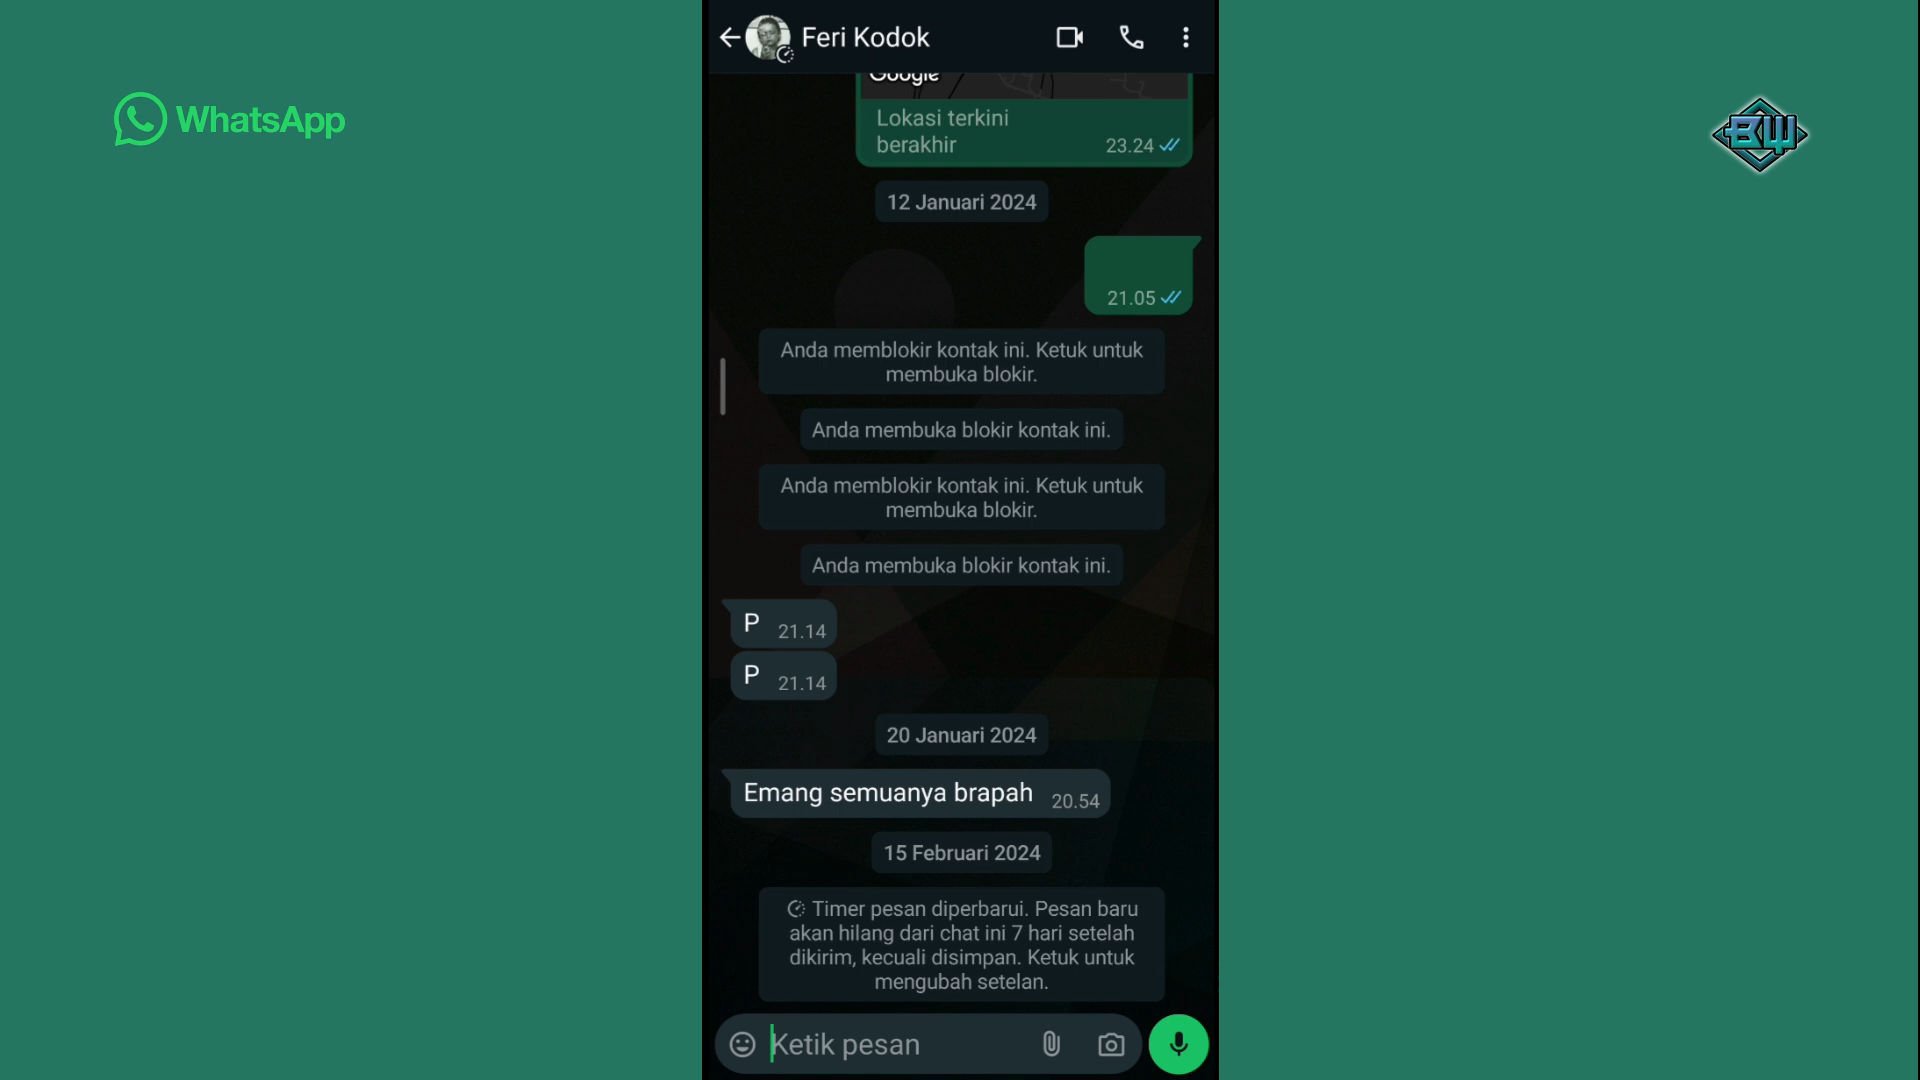 Feri Kodok
WhatsApp
BW
Google
Lokasi terkini
berakhir
23.24
12 Januari 2024
21.05
Anda memblokir kontak ini. Ketuk untuk
membuka blokir.
Anda membuka blokir kontak ini.
Anda memblokir kontak ini. Ketuk untuk
membuka blokir.
Anda membuka blokir kontak ini.
P 21.14
P 21.14
20 Januari 2024
Emang semuanya brapah 20.54
15 Februari 2024
Timer pesan diperbarui. Pesan baru
akan hilang dari chat ini 7 hari setelah
dikirim, kecuali disimpan. Ketuk untuk
mengubah setelan.
Ketik pesan